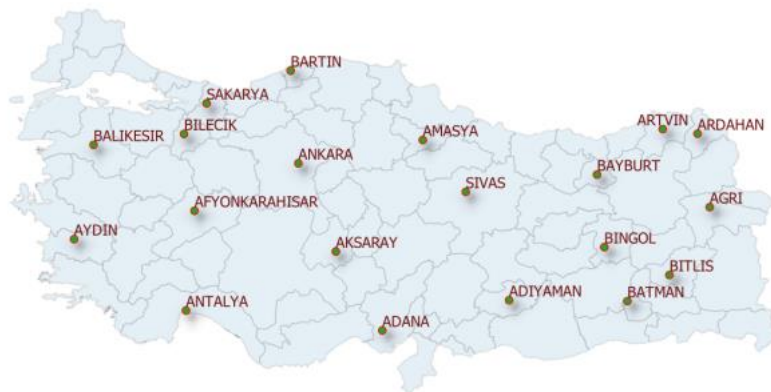 BARTIN
SAKARYA
ARTVIN
ARDAHAN
BILECIK
BALIKESIR
AMASYA
ANKARA
BAYBURT
SIVAS
AFYONKARAHISAR
AGRI
AYDIN
AKSARAY
BINGOL
BITLIS
ANTALYA
ADIYAMAN
BATMAN
ADANA